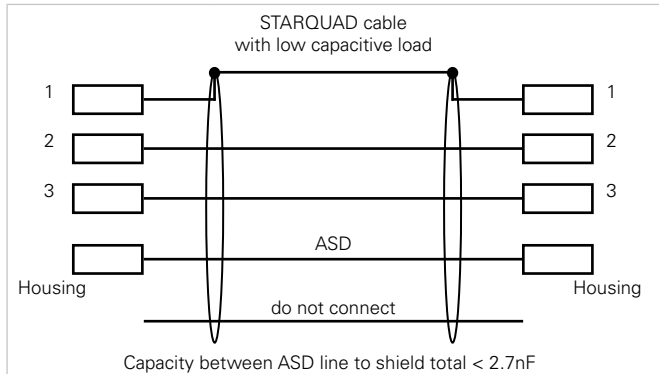 STARQUAD cable
with low capacitive load
1
1
2
2
3
3
ASD
Housing
Housing
do not connect
Capacity between ASD line to shield total < 2.7nF